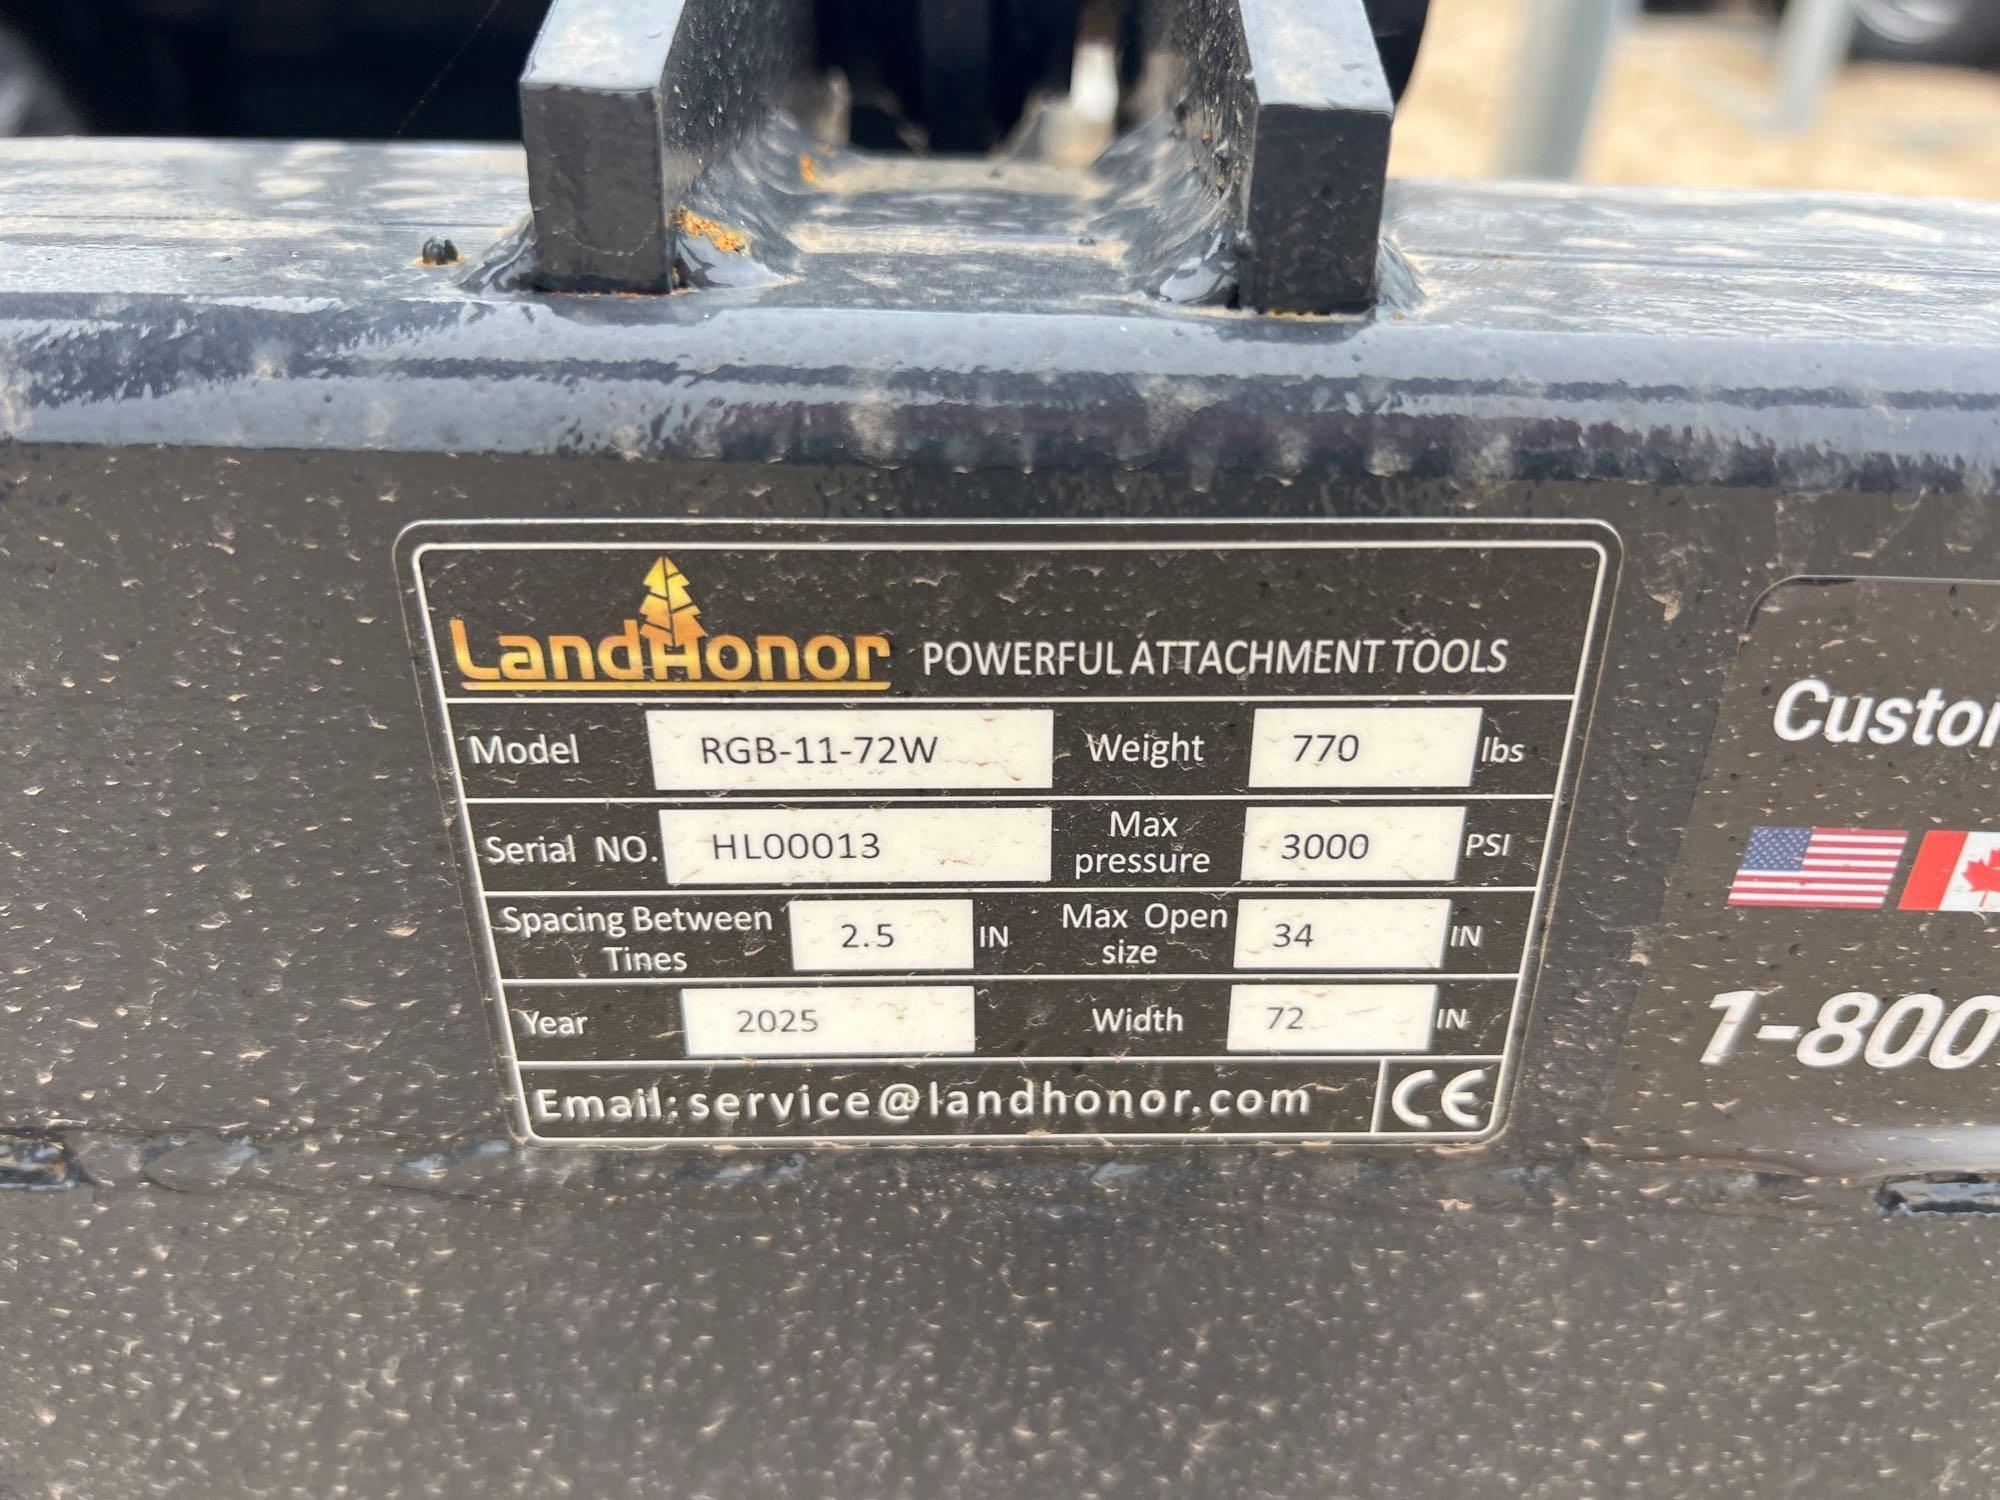 LandHonor POWERFUL ATTACHMENT TOOLS
Model RGB-11-72W Weight 770 lbs
Serial NO. HL00013 Max pressure 3000 PSI
Spacing Between Tines 2.5 IN Max Open size 34 IN
Year 2025 Width 72 IN
Email: service@landhonor.com CE
Custo
1-800